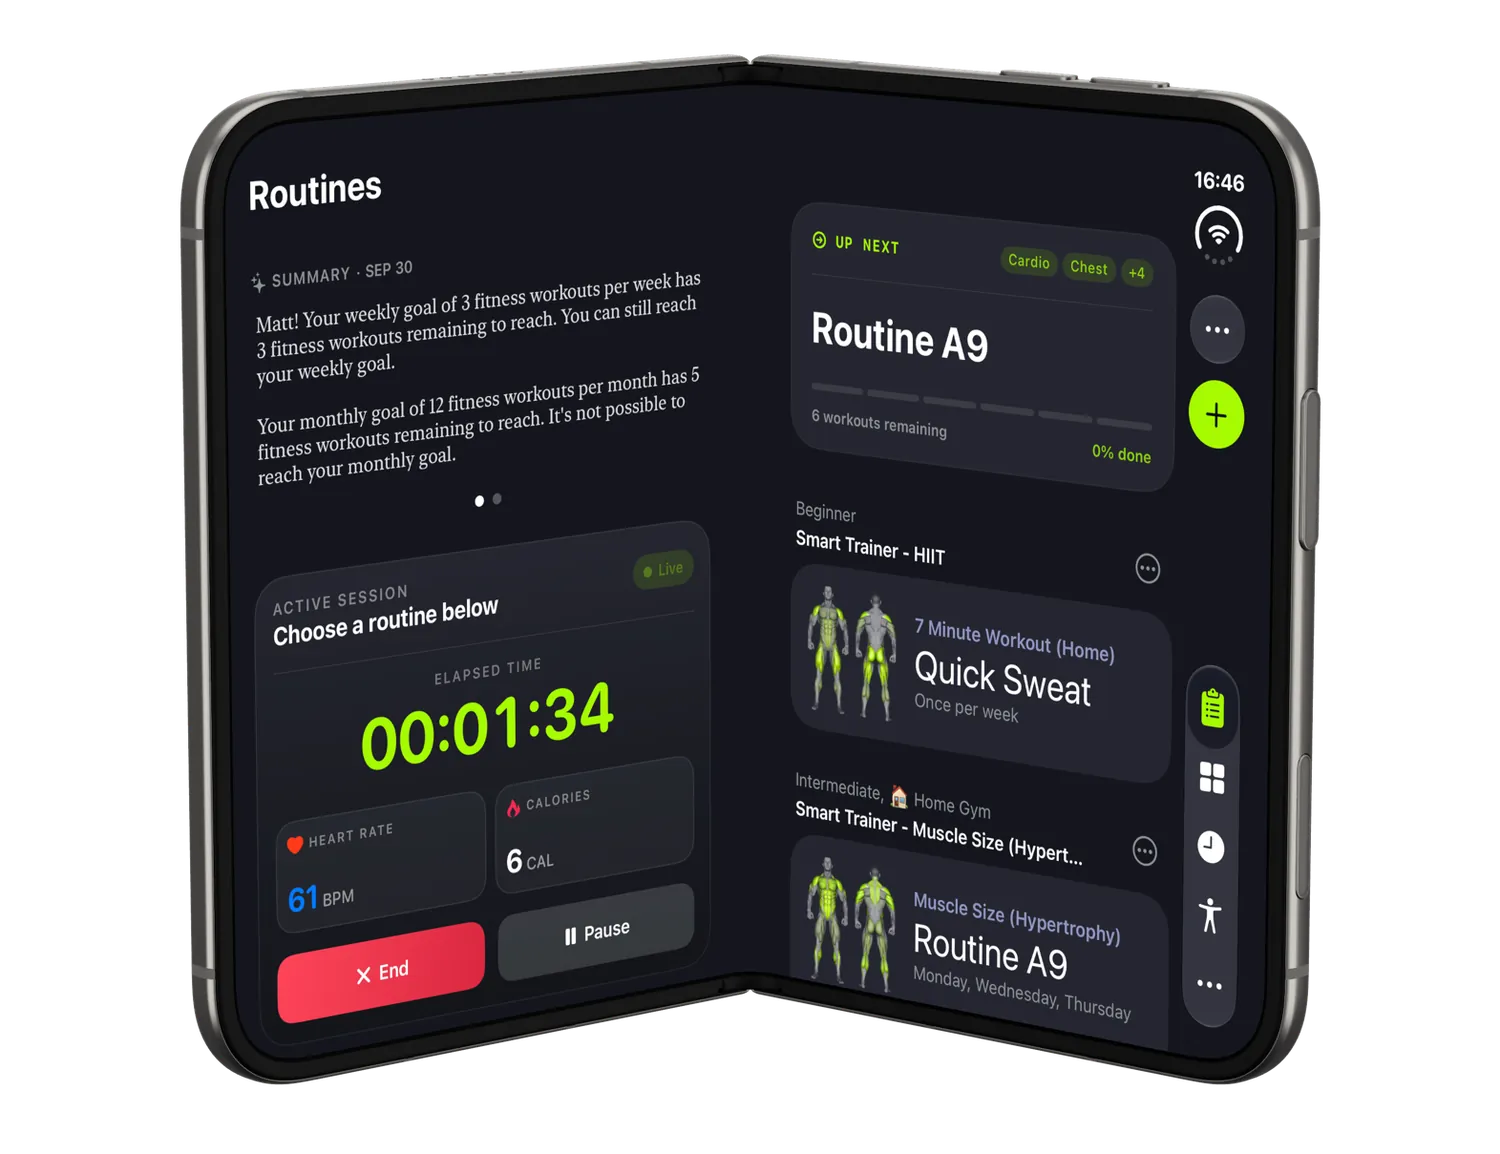 Routines
SUMMARY · SEP 30
Matt! Your weekly goal of 3 fitness workouts per week has
3 fitness workouts remaining to reach. You can still reach
your weekly goal.
Your monthly goal of 12 fitness workouts per month has 5
fitness workouts remaining to reach. It's not possible to
reach your monthly goal.
ACTIVE SESSION
Choose a routine below
Live
ELAPSED TIME
00:01:34
HEART RATE
61 BPM
CALORIES
6 CAL
End
Pause
16:46
UP NEXT
Cardio
Chest
+4
Routine A9
6 workouts remaining
0% done
Beginner
Smart Trainer - HIIT
7 Minute Workout (Home)
Quick Sweat
Once per week
Intermediate, 🏠 Home Gym
Smart Trainer - Muscle Size (Hypert...
Muscle Size (Hypertrophy)
Routine A9
Monday, Wednesday, Thursday